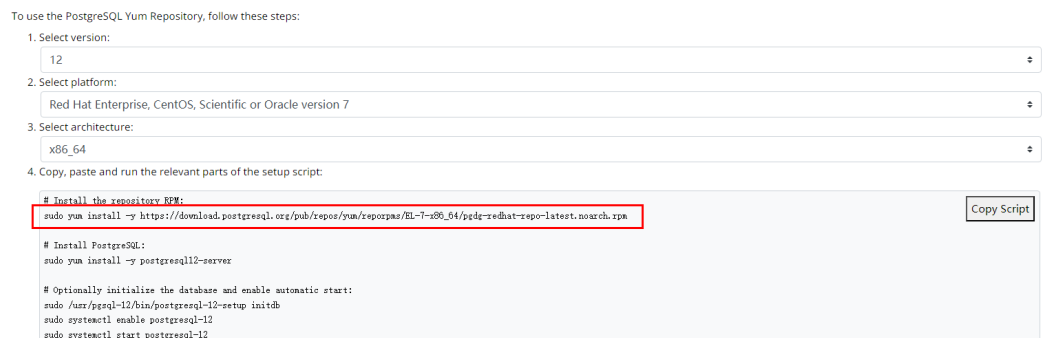 To use the PostgreSQL Yum Repository, follow these steps:
1. Select version:
12
2. Select platform:
Red Hat Enterprise, CentOS, Scientific or Oracle version 7
3. Select architecture:
x86_64
4. Copy, paste and run the relevant parts of the setup script:
# Install the repository RPM:
sudo yum install -y https://download.postgresql.org/pub/repos/yum/reporpms/EL-7-x86_64/pgdg-redhat-repo-latest.noarch.rpm
Copy Script
# Install PostgreSQL:
sudo yum install -y postgresql12-server
# Optionally initialize the database and enable automatic start:
sudo /usr/pgsql-12/bin/postgresql-12-setup initdb
sudo systemctl enable postgresql-12
sudo systemctl start postgresql-12